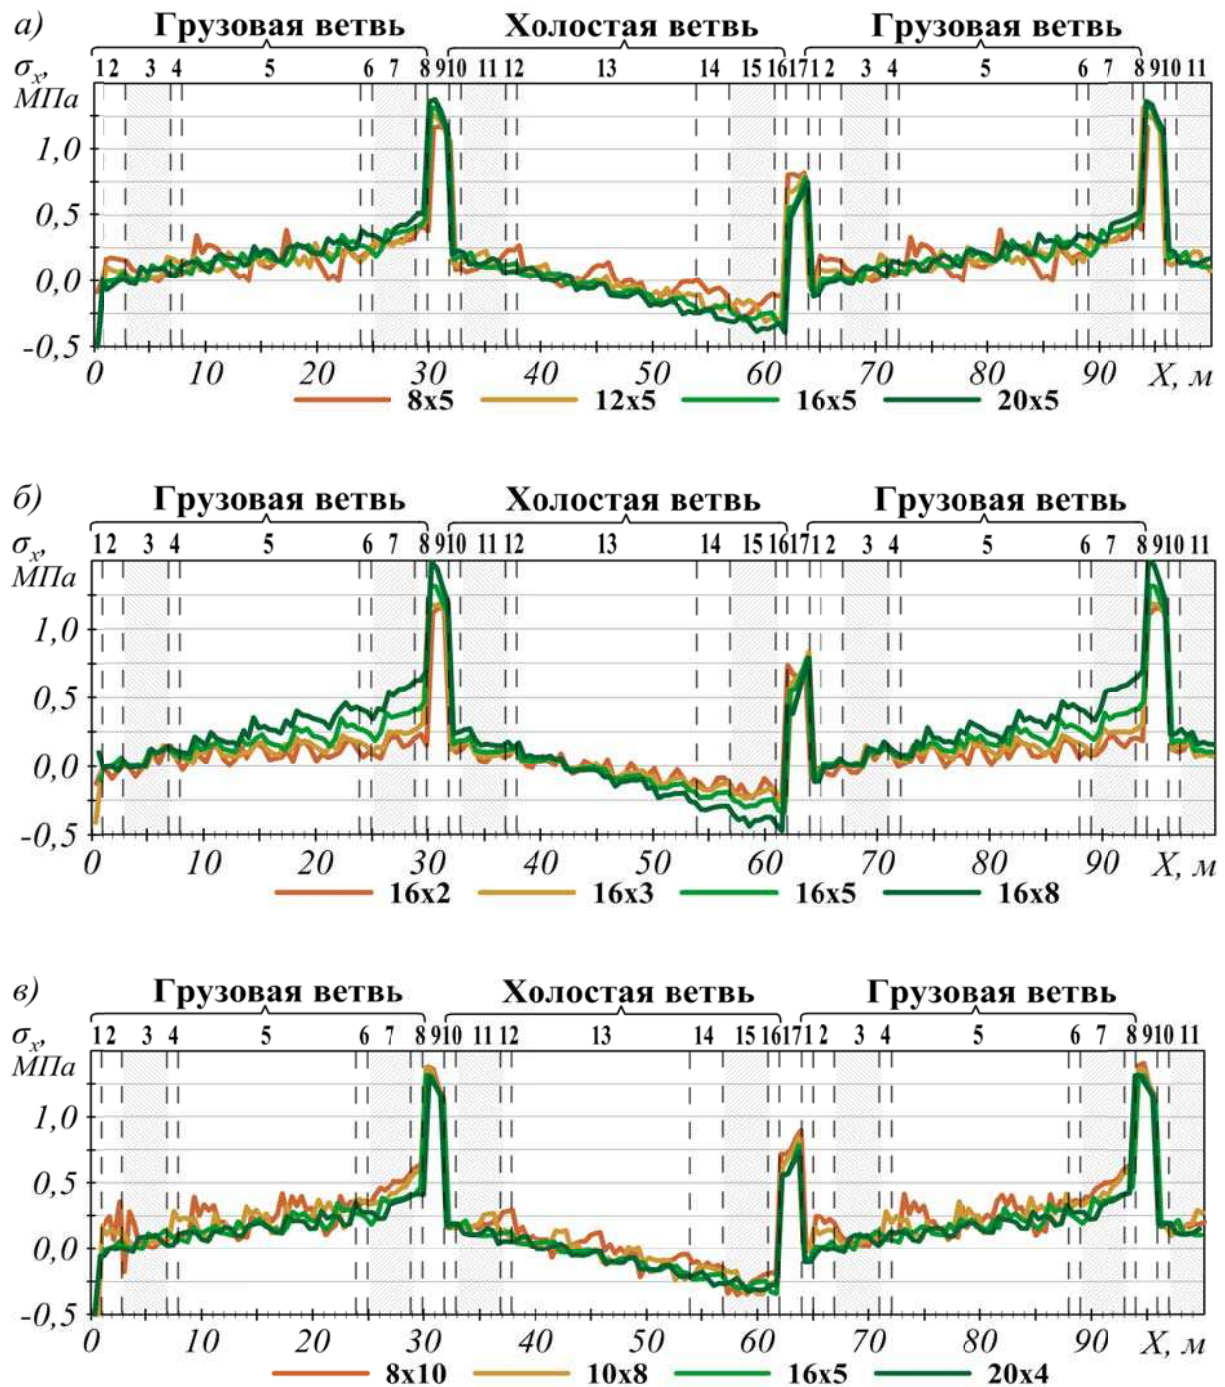 а)
Грузовая ветвь Холостая ветвь Грузовая ветвь
σx, 1 2 3 4 5 6 7 8 9 10 11 12 13 14 15 16 17 1 2 3 4 5 6 7 8 9 10 11
МПа
1,0
0,5
0,0
-0,5
0 10 20 30 40 50 60 70 80 90 X, м
8x5 12x5 16x5 20x5
б)
Грузовая ветвь Холостая ветвь Грузовая ветвь
σx, 1 2 3 4 5 6 7 8 9 10 11 12 13 14 15 16 17 1 2 3 4 5 6 7 8 9 10 11
МПа
1,0
0,5
0,0
-0,5
0 10 20 30 40 50 60 70 80 90 X, м
16x2 16x3 16x5 16x8
в)
Грузовая ветвь Холостая ветвь Грузовая ветвь
σx, 1 2 3 4 5 6 7 8 9 10 11 12 13 14 15 16 17 1 2 3 4 5 6 7 8 9 10 11
МПа
1,0
0,5
0,0
-0,5
0 10 20 30 40 50 60 70 80 90 X, м
8x10 10x8 16x5 20x4